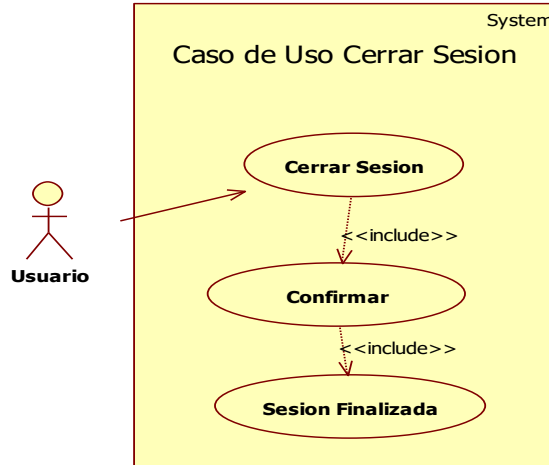 System
Caso de Uso Cerrar Sesion
Cerrar Sesion
<<include>>
Usuario
Confirmar
<<include>>
Sesion Finalizada